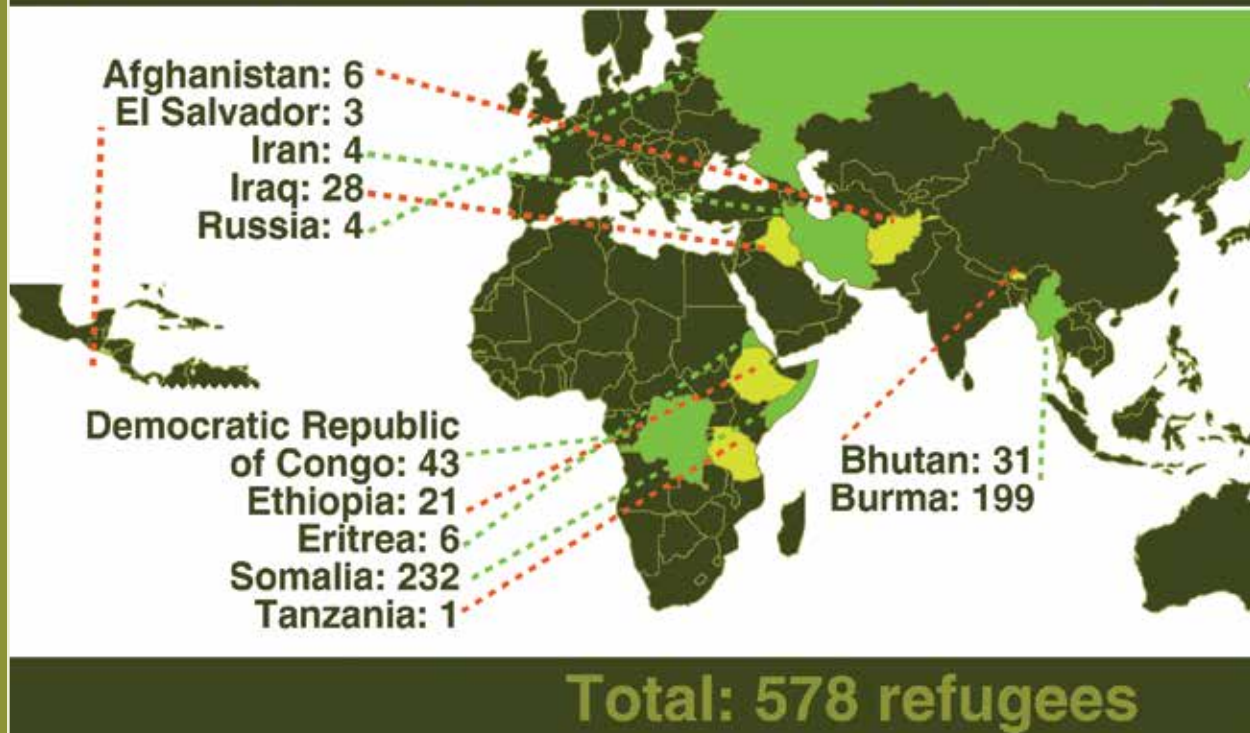 Afghanistan: 6
El Salvador: 3
Iran: 4
Iraq: 28
Russia: 4
Democratic Republic
of Congo: 43
Ethiopia: 21
Eritrea: 6
Somalia: 232
Tanzania: 1
Bhutan: 31
Burma: 199
Total: 578 refugees